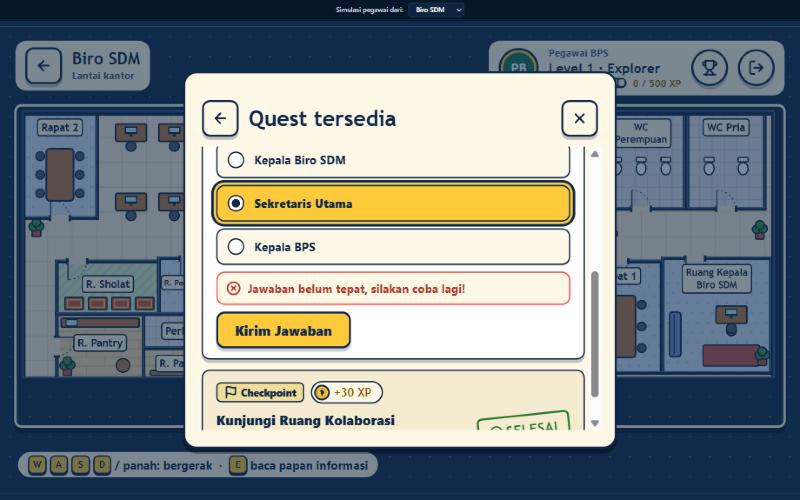 Simulasi pegawai dari: Biro SDM
Biro SDM
Lantai kantor
Pegawai BPS
PB
Level 1 · Explorer
0 / 500 XP
Quest tersedia
Kepala Biro SDM
Sekretaris Utama
Kepala BPS
Jawaban belum tepat, silakan coba lagi!
Kirim Jawaban
Checkpoint
+30 XP
Kunjungi Ruang Kolaborasi
SELESAI
Rapat 2
R. Sholat
R. Pantry
WC
Perempuan
WC Pria
Ruang Kepala
Biro SDM
W A S D / panah: bergerak · E baca papan informasi